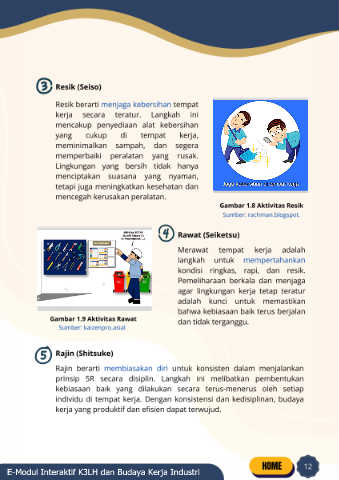 3 Resik (Seiso)
Resik berarti menjaga kebersihan tempat
kerja secara teratur. Langkah ini
mencakup penyediaan alat kebersihan
yang cukup di tempat kerja,
meminimalkan sampah, dan segera
memperbaiki peralatan yang rusak.
Lingkungan yang bersih tidak hanya
menciptakan suasana yang nyaman,
tetapi juga meningkatkan kesehatan dan
mencegah kerusakan peralatan.
Gambar 1.8 Aktivitas Resik
Sumber: rachman.blogspot.
4 Rawat (Seiketsu)
Merawat tempat kerja adalah
langkah untuk mempertahankan
kondisi ringkas, rapi, dan resik.
Pemeliharaan berkala dan menjaga
agar lingkungan kerja tetap teratur
adalah kunci untuk memastikan
bahwa kebiasaan baik terus berjalan
dan tidak terganggu.
Gambar 1.9 Aktivitas Rawat
Sumber: kaizenpro.asial
5 Rajin (Shitsuke)
Rajin berarti membiasakan diri untuk konsisten dalam menjalankan
prinsip 5R secara disiplin. Langkah ini melibatkan pembentukan
kebiasaan baik yang dilakukan secara terus-menerus oleh setiap
individu di tempat kerja. Dengan konsistensi dan kedisiplinan, budaya
kerja yang produktif dan efisien dapat terwujud.
HOME 12
E-Modul Interaktif K3LH dan Budaya Kerja Industri